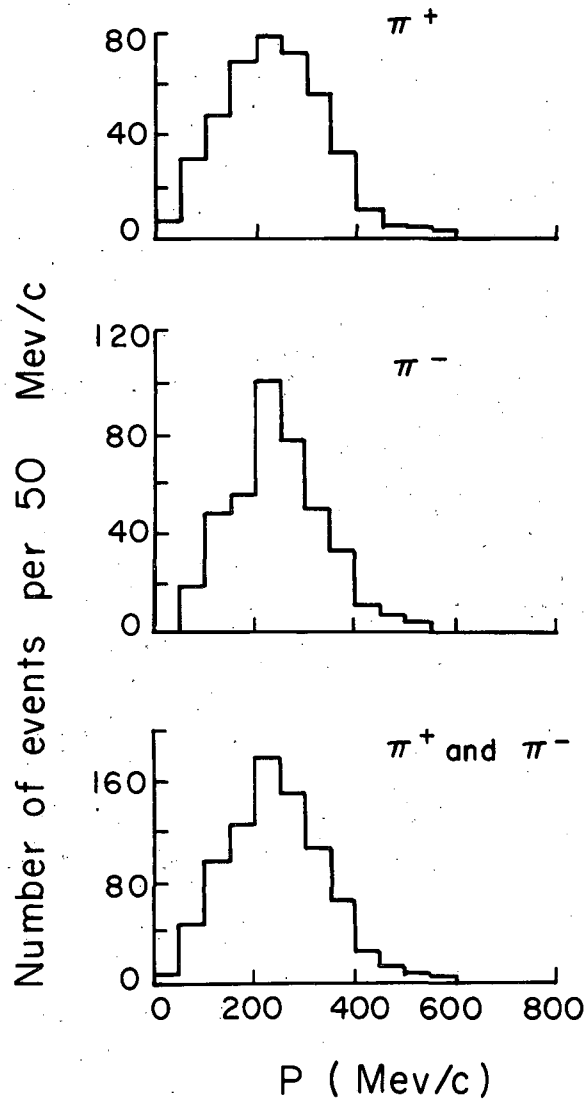 π +
80
40
0
π -
120
80
40
0
π+ and π-
160
80
0
0 200 400 600 800
P ( Mev/c )
Number of events per 50 Mev/c